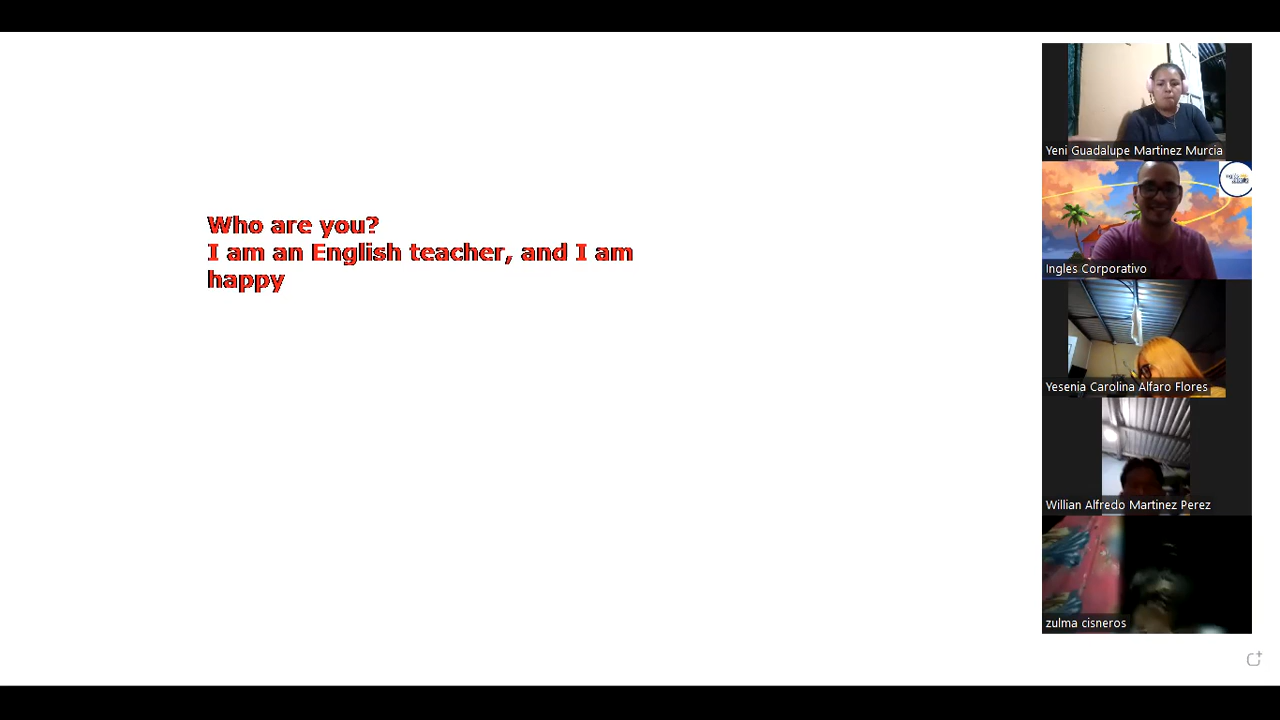 Who are you?
I am an English teacher, and I am
happy
Yeni Guadalupe Martinez Murcia
Ingles Corporativo
Yesenia Carolina Alfaro Flores
Willian Alfredo Martinez Perez
zulma cisneros